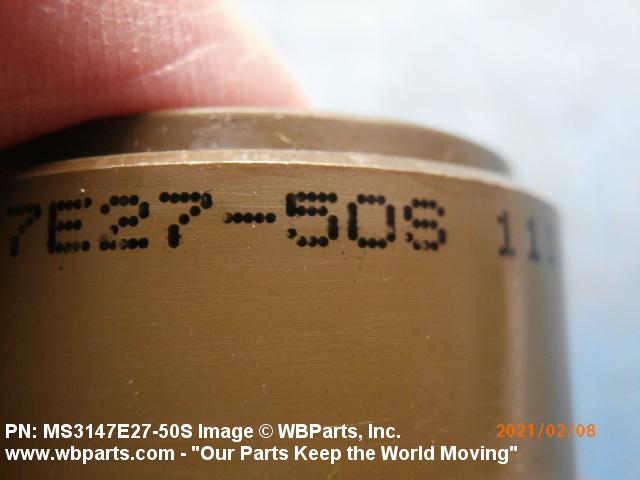 7E27-50S 111
PN: MS3147E27-50S Image © WBParts, Inc.
2021/02/08
www.wbparts.com - "Our Parts Keep the World Moving"